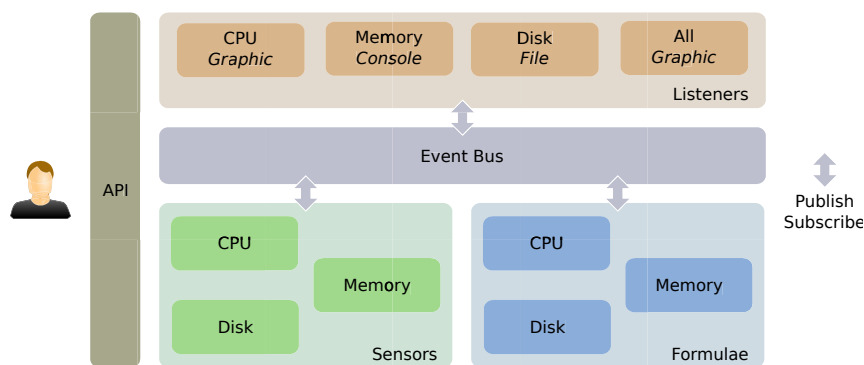 CPU
Graphic
Memory
Console
Disk
File
All
Graphic
Listeners
Event Bus
API
Publish
Subscribe
CPU
Memory
Disk
Sensors
CPU
Memory
Disk
Formulae